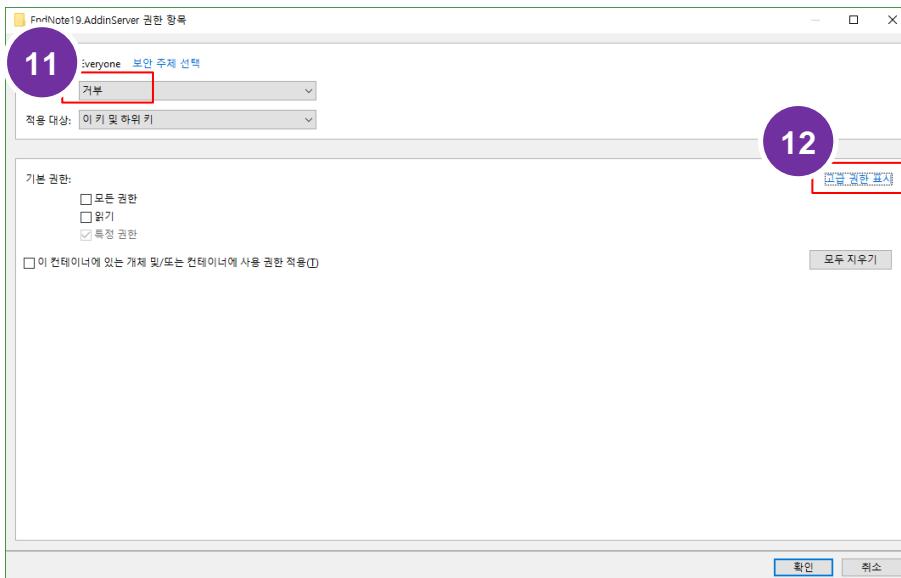 EndNote19.AddinServer 권한 항목
11
Everyone 보안 주체 선택
거부
적용 대상: 이 키 및 하위 키
12
기본 권한:
고급 권한 표시
모든 권한
읽기
특정 권한
이 컨테이너에 있는 개체 및/또는 컨테이너에 사용 권한 적용(T)
모두 지우기
확인
취소